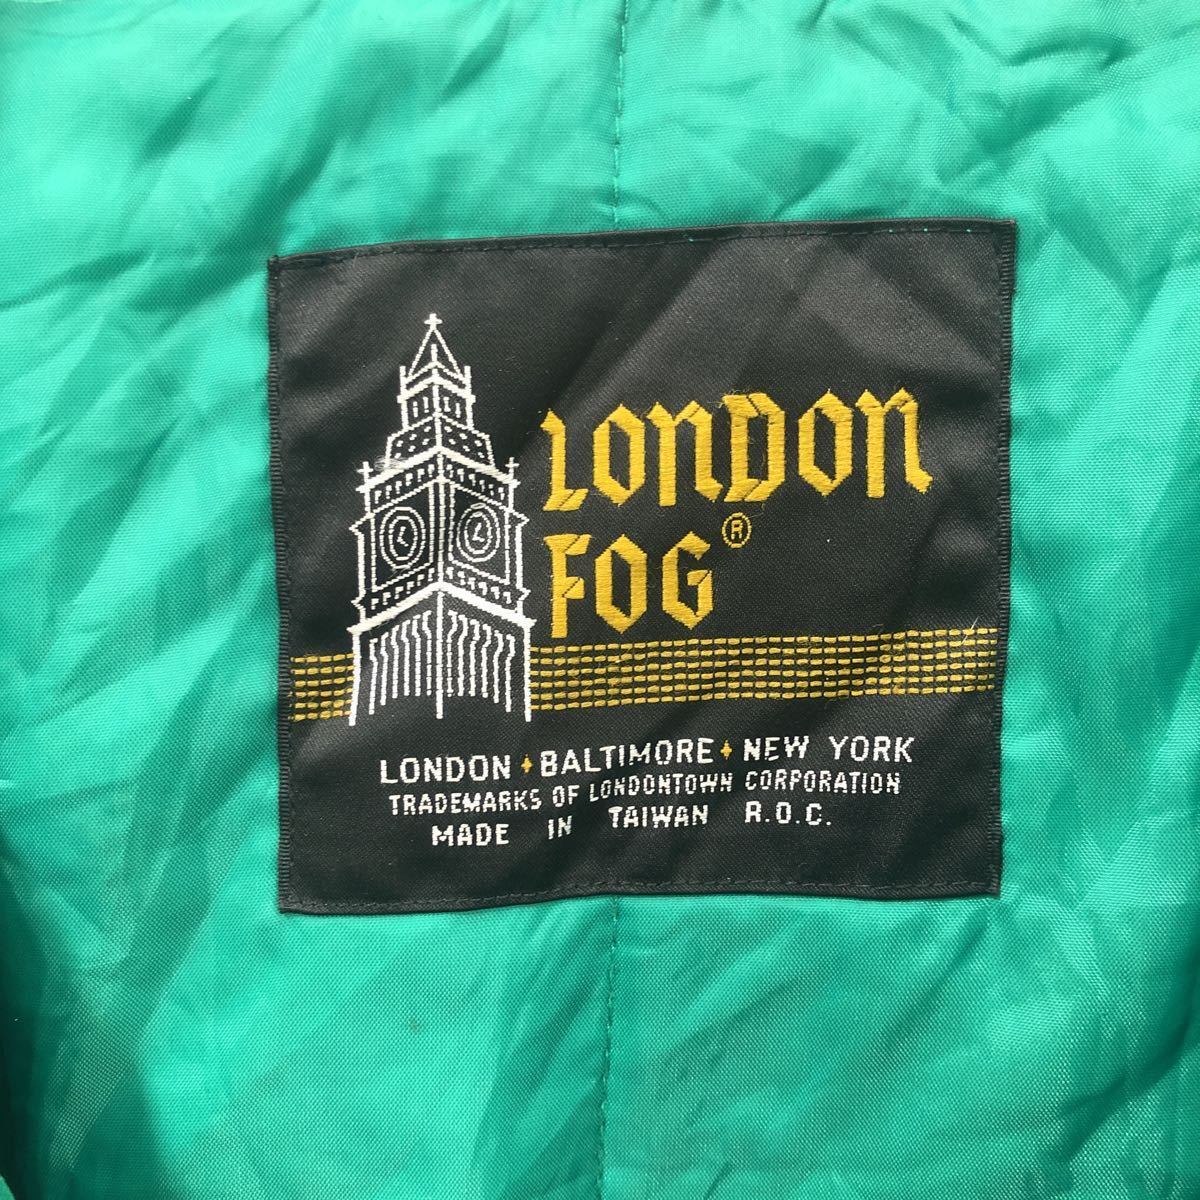 LONDON
FOG®
LONDON ✦ BALTIMORE ✦ NEW YORK
TRADEMARKS OF LONDONTOWN CORPORATION
MADE IN TAIWAN R.O.C.